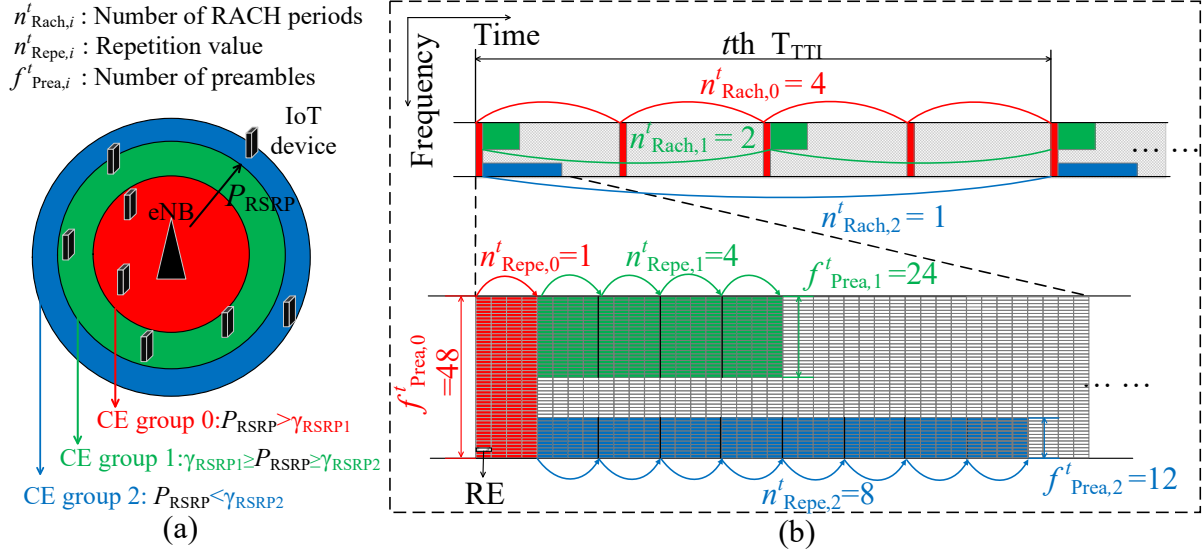 n^t_Rach,i : Number of RACH periods
n^t_Repe,i : Repetition value
f^t_Prea,i : Number of preambles
IoT
device
P_RSRP
eNB
CE group 0:P_RSRP>γ_RSRP1
CE group 1:γ_RSRP1≥P_RSRP≥γ_RSRP2
CE group 2: P_RSRP<γ_RSRP2
(a)
Time
Frequency
tth T_TTI
n^t_Rach,0 = 4
n^t_Rach,1 = 2
... ...
n^t_Rach,2 = 1
n^t_Repe,0=1
n^t_Repe,1=4
f^t_Prea,1=24
f^t_Prea,0
=48
... ...
RE
n^t_Repe,2=8
f^t_Prea,2=12
(b)